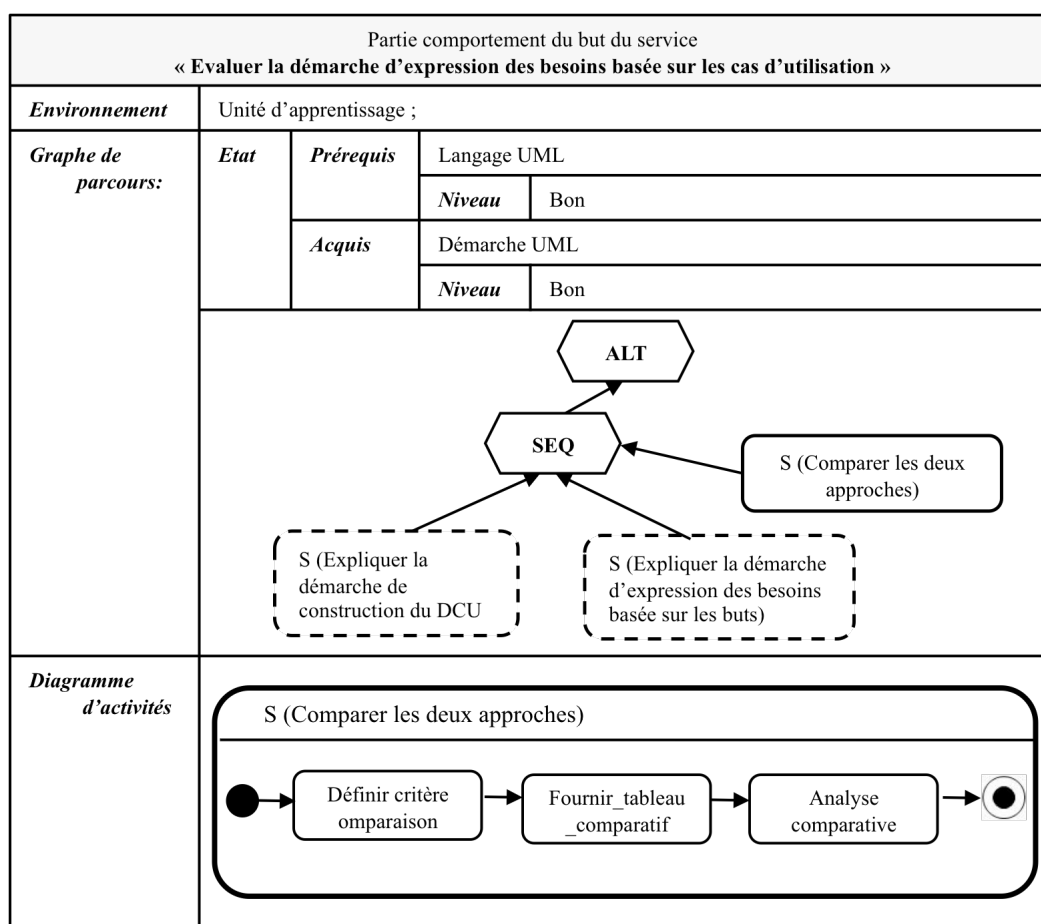 Partie comportement du but du service
« Evaluer la démarche d’expression des besoins basée sur les cas d’utilisation »
Environnement
Unité d’apprentissage ;
Graphe de
parcours:
Etat
Prérequis
Langage UML
Niveau
Bon
Acquis
Démarche UML
Niveau
Bon
ALT
SEQ
S (Comparer les deux
approches)
S (Expliquer la
démarche de
construction du DCU
S (Expliquer la démarche
d’expression des besoins
basée sur les buts)
Diagramme
d’activités
S (Comparer les deux approches)
Définir critère
omparaison
Fournir_tableau
_comparatif
Analyse
comparative